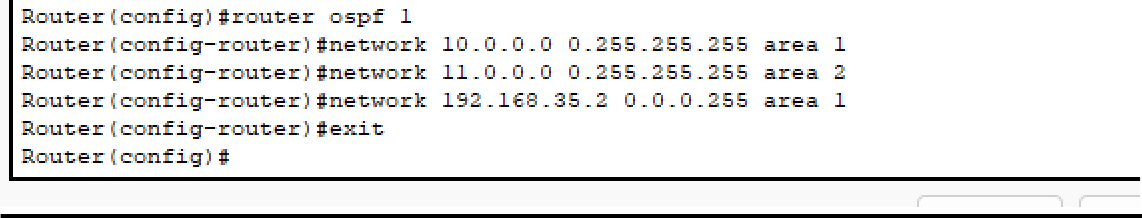 Router(config)#router ospf 1
Router(config-router)#network 10.0.0.0 0.255.255.255 area 1
Router(config-router)#network 11.0.0.0 0.255.255.255 area 2
Router(config-router)#network 192.168.35.2 0.0.0.255 area 1
Router(config-router)#exit
Router(config)#